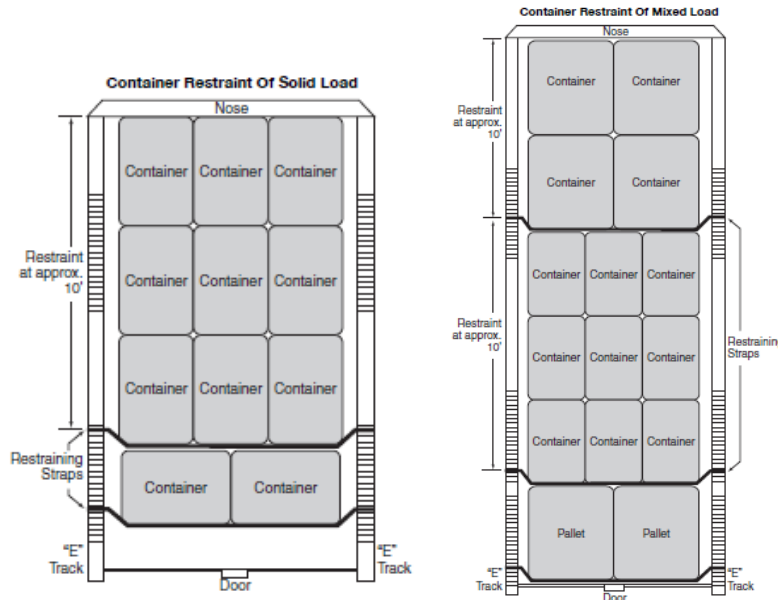 Container Restraint Of Solid Load
Nose
Container Container Container
Restraint
at approx.
10'
Container Container Container
Container Container Container
Restraining
Straps
Container Container
"E"
Track
"E"
Track
Door
Container Restraint Of Mixed Load
Nose
Container Container
Restraint
at approx.
10'
Container Container
Container Container Container
Restraint
at approx.
10'
Container Container Container
Restrainin
Straps
Container Container Container
Pallet Pallet
"E"
Track
"E"
Track
Door